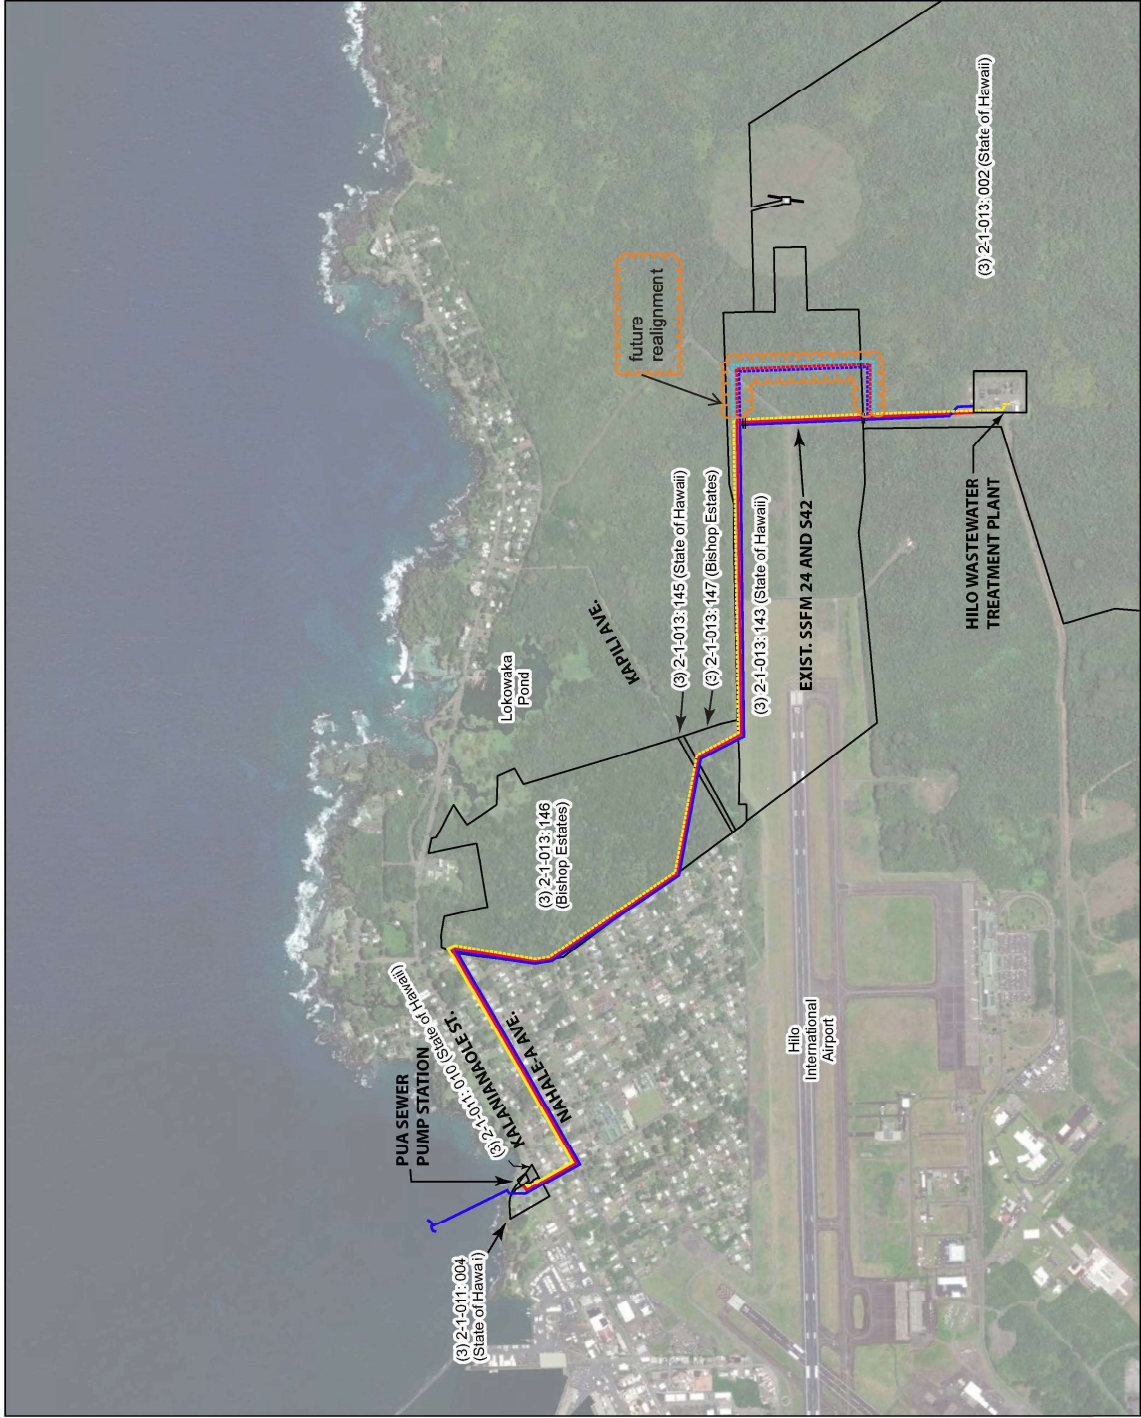 (3) 2-1-011: 004
(State of Hawaii)
PUA SEWER
PUMP STATION
(3) 2-1-011: 010 (State of Hawaii)
KALANIANAOLE ST.
NAHALE-A AVE.
(3) 2-1-013: 146
(Bishop Estates)
Lokowaka
Pond
KAPILI AVE.
(3) 2-1-013: 145 (State of Hawaii)
(3) 2-1-013: 147 (Bishop Estates)
(3) 2-1-013: 143 (State of Hawaii)
future
realignment
EXIST. SSFM 24 AND S42
Hilo
International
Airport
HILO WASTEWATER
TREATMENT PLANT
(3) 2-1-013: 002 (State of Hawaii)